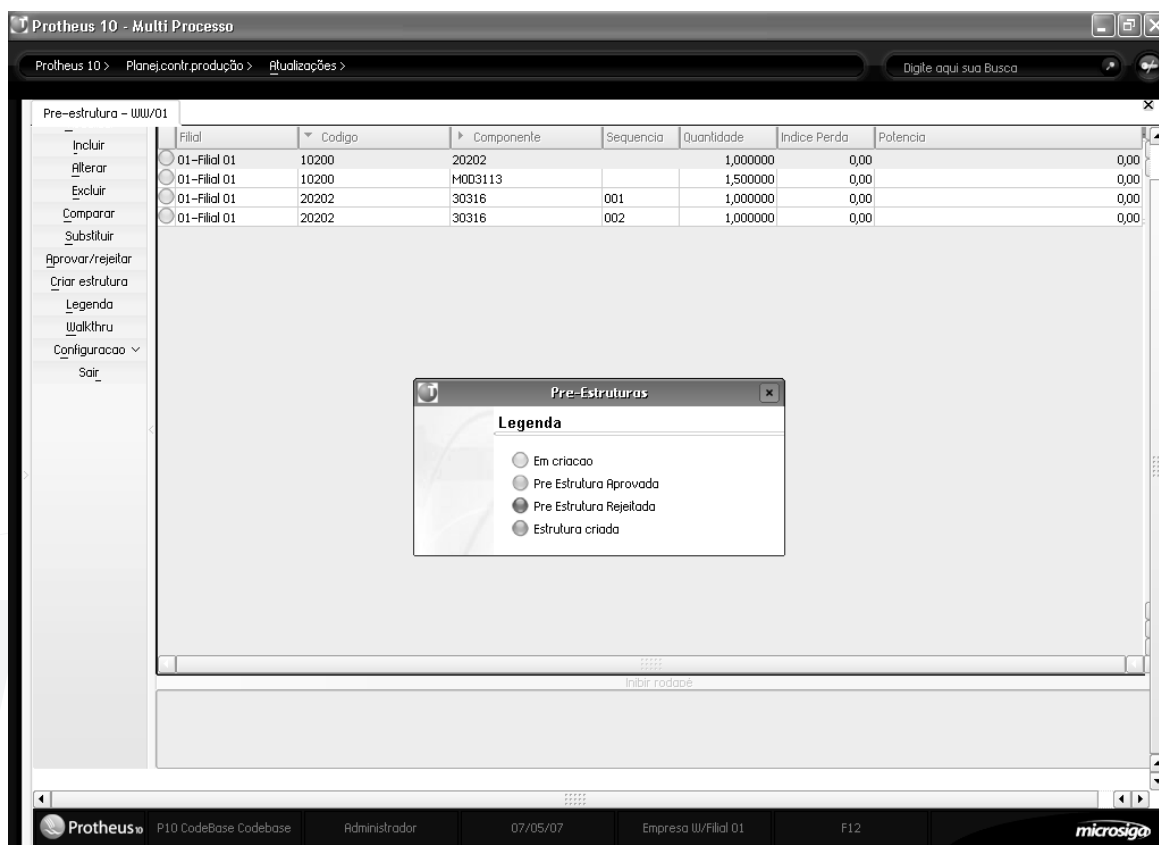 Protheus 10 - Multi Processo
Protheus 10 > Planej.contr.produção > Atualizações >
Digite aqui sua Busca
Pre-estrutura - WW/01
Incluir
Alterar
Excluir
Comparar
Substituir
Aprovar/rejeitar
Criar estrutura
Legenda
Walkthru
Configuracao
Sair
Filial Codigo Componente Sequencia Quantidade Indice Perda Potencia
01-Filial 01 10200 20202 1,000000 0,00 0,00
01-Filial 01 10200 MOD3113 1,500000 0,00 0,00
01-Filial 01 20202 30316 001 1,000000 0,00 0,00
01-Filial 01 20202 30316 002 1,000000 0,00 0,00
Pre-Estruturas
Legenda
Em criacao
Pre Estrutura Aprovada
Pre Estrutura Rejeitada
Estrutura criada
Inibir rodapé
Protheus10 P10 CodeBase Codebase Administrador 07/05/07 Empresa W/Filial 01 F12 microsiga